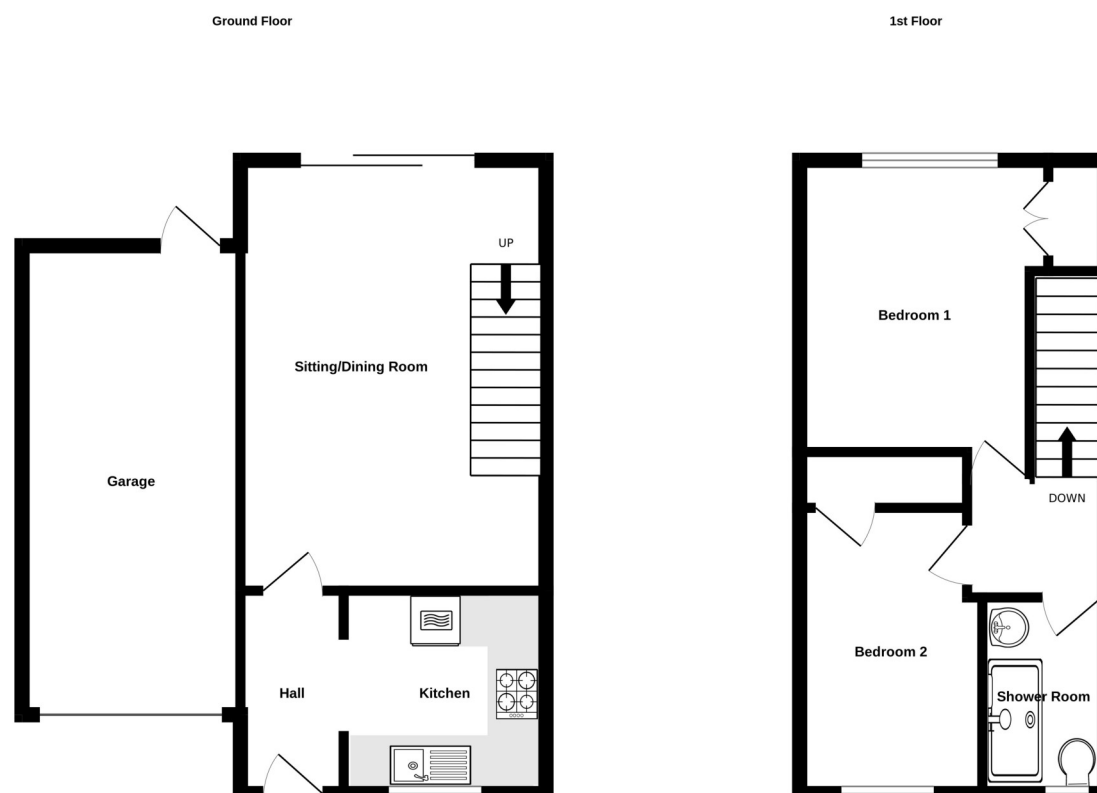 Ground Floor
1st Floor
UP
Sitting/Dining Room
Garage
Hall
Kitchen
Bedroom 1
DOWN
Bedroom 2
Shower Room